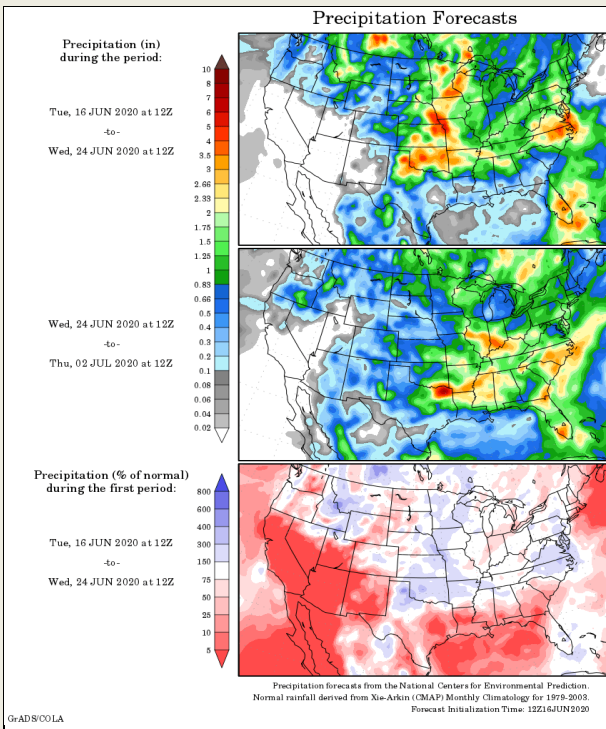 Precipitation Forecasts
Precipitation (in)
during the period:
Tue, 16 JUN 2020 at 12Z
-to-
Wed, 24 JUN 2020 at 12Z
10
8
7
6
5
4
3.5
3
2.66
2.33
2
1.75
1.5
1.25
1
0.83
0.66
0.5
0.4
0.3
0.2
0.1
0.08
0.06
0.04
0.02
Wed, 24 JUN 2020 at 12Z
-to-
Thu, 02 JUL 2020 at 12Z
Precipitation (% of normal)
during the first period:
Tue, 16 JUN 2020 at 12Z
-to-
Wed, 24 JUN 2020 at 12Z
800
600
400
300
150
75
50
25
10
5
Precipitation forecasts from the National Centers for Environmental Prediction.
Normal rainfall derived from Xie-Arkin (CMAP) Monthly Climatology for 1979-2003.
Forecast Initialization Time: 12Z16JUN2020
GrADS/COLA